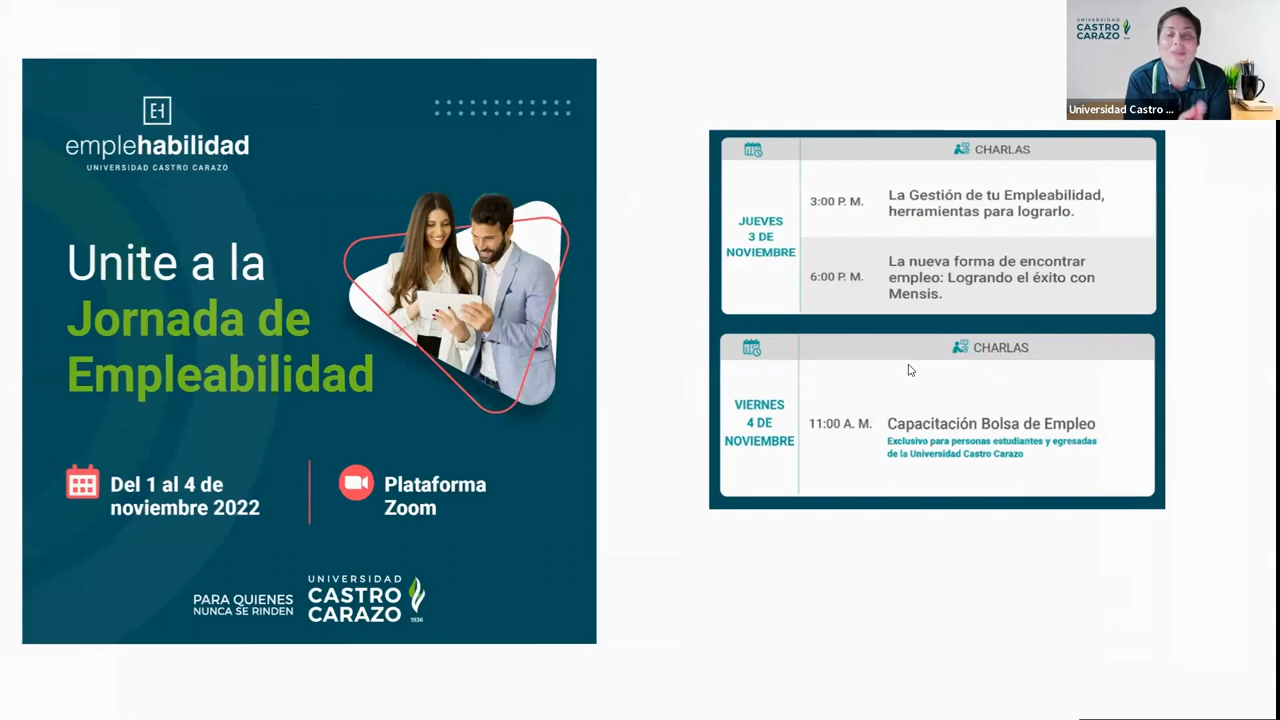 EH
emplehabilidad
UNIVERSIDAD CASTRO CARAZO
Unite a la
Jornada de
Empleabilidad
Del 1 al 4 de
noviembre 2022
Plataforma
Zoom
PARA QUIENES
NUNCA SE RINDEN
UNIVERSIDAD
CASTRO
CARAZO
1936
CHARLAS
JUEVES
3 DE
NOVIEMBRE
3:00 P. M.
La Gestión de tu Empleabilidad,
herramientas para lograrlo.
6:00 P. M.
La nueva forma de encontrar
empleo: Logrando el éxito con
Mensis.
CHARLAS
VIERNES
4 DE
NOVIEMBRE
11:00 A. M.
Capacitación Bolsa de Empleo
Exclusivo para personas estudiantes y egresadas
de la Universidad Castro Carazo
UNIVERSIDAD
CASTRO
CARAZO
Universidad Castro ...